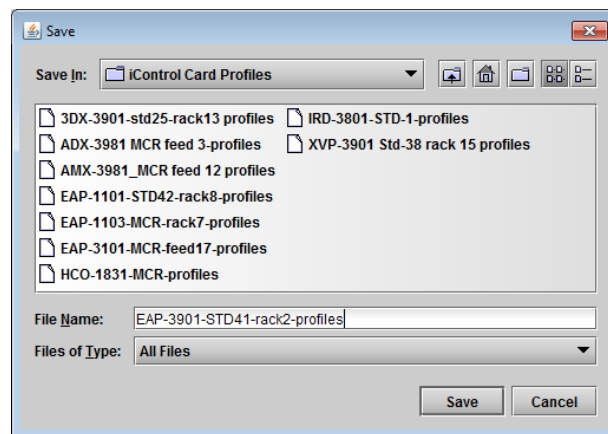 Save
Save In: iControl Card Profiles
3DX-3901-std25-rack13 profiles IRD-3801-STD-1-profiles
ADX-3981 MCR feed 3-profiles XVP-3901 Std-38 rack 15 profiles
AMX-3981_MCR feed 12 profiles
EAP-1101-STD42-rack8-profiles
EAP-1103-MCR-rack7-profiles
EAP-3101-MCR-feed17-profiles
HCO-1831-MCR-profiles
File Name: EAP-3901-STD41-rack2-profiles
Files of Type: All Files
Save Cancel